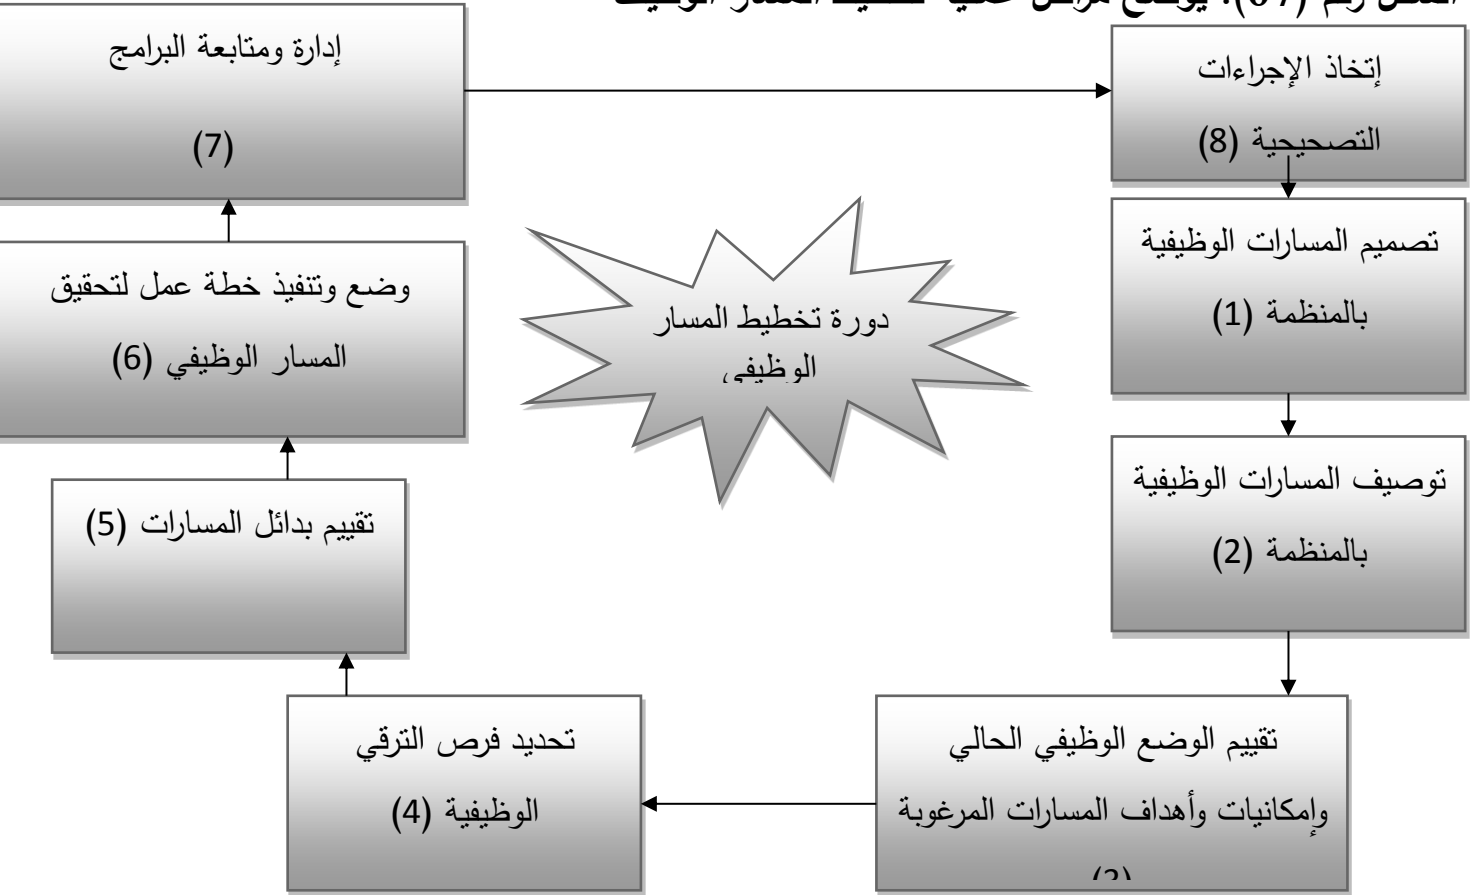 إدارة ومتابعة البرامج
(7)
إتخاذ الإجراءات
التصحيحية (8)
تصميم المسارات الوظيفية
بالمنظمة (1)
وضع وتنفيذ خطة عمل لتحقيق
المسار الوظيفي (6)
دورة تخطيط المسار
الوظيفي
توصيف المسارات الوظيفية
بالمنظمة (2)
تقييم بدائل المسارات (5)
تقييم الوضع الوظيفي الحالي
وإمكانيات وأهداف المسارات المرغوبة
(3)
تحديد فرص الترقي
الوظيفية (4)